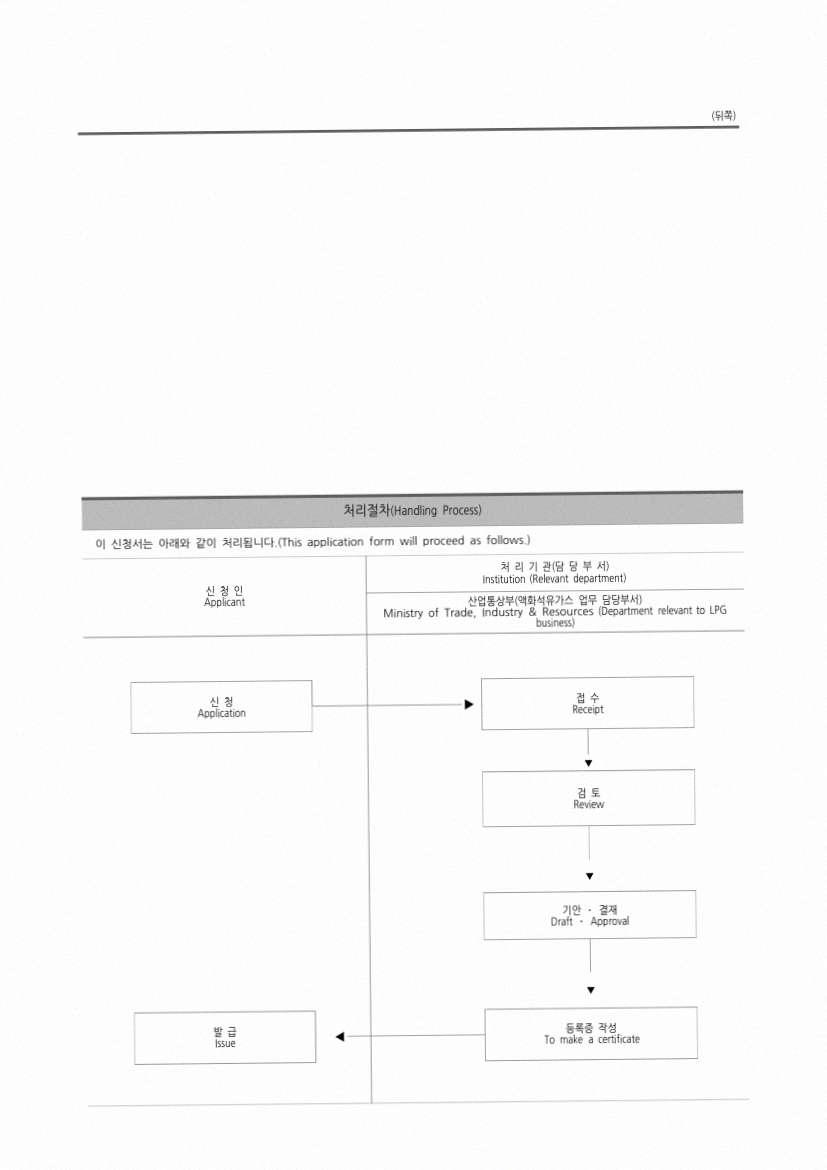 (뒤쪽)
처리절차(Handling Process)
이 신청서는 아래와 같이 처리됩니다.(This application form will proceed as follows.)
신 청 인
Applicant
처 리 기 관(담 당 부 서)
Institution (Relevant department)
산업통상부(액화석유가스 업무 담당부서)
Ministry of Trade, Industry & Resources (Department relevant to LPG
business)
신 청
Application
접 수
Receipt
검 토
Review
기안 · 결재
Draft · Approval
등록증 작성
To make a certificate
발 급
Issue